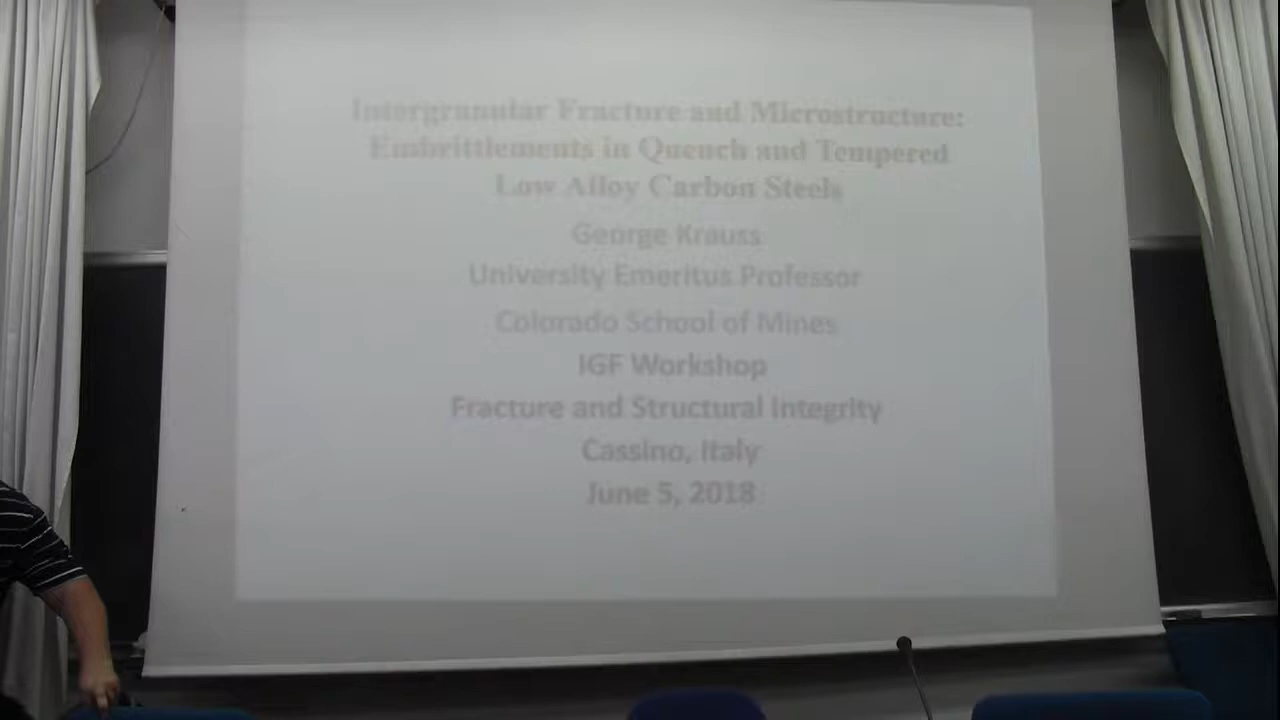 Intergranular Fracture and Microstructure:
Embrittlements in Quench and Tempered
Low Alloy Carbon Steels
George Krauss
University Emeritus Professor
Colorado School of Mines
IGF Workshop
Fracture and Structural Integrity
Cassino, Italy
June 5, 2018